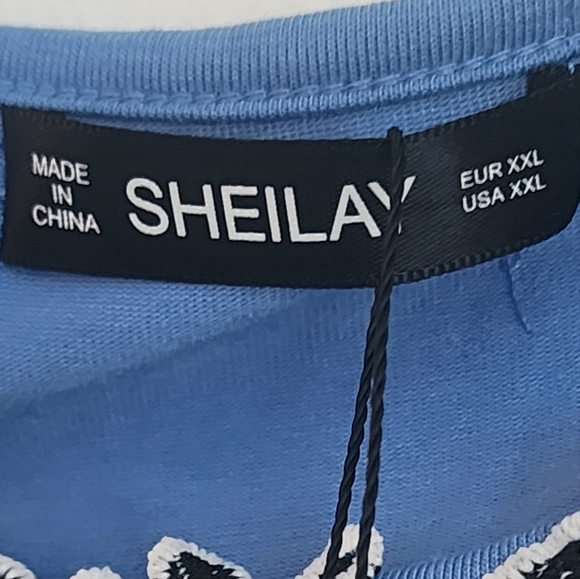 MADE
IN
CHINA
SHEILAY
EUR XXL
USA XXL